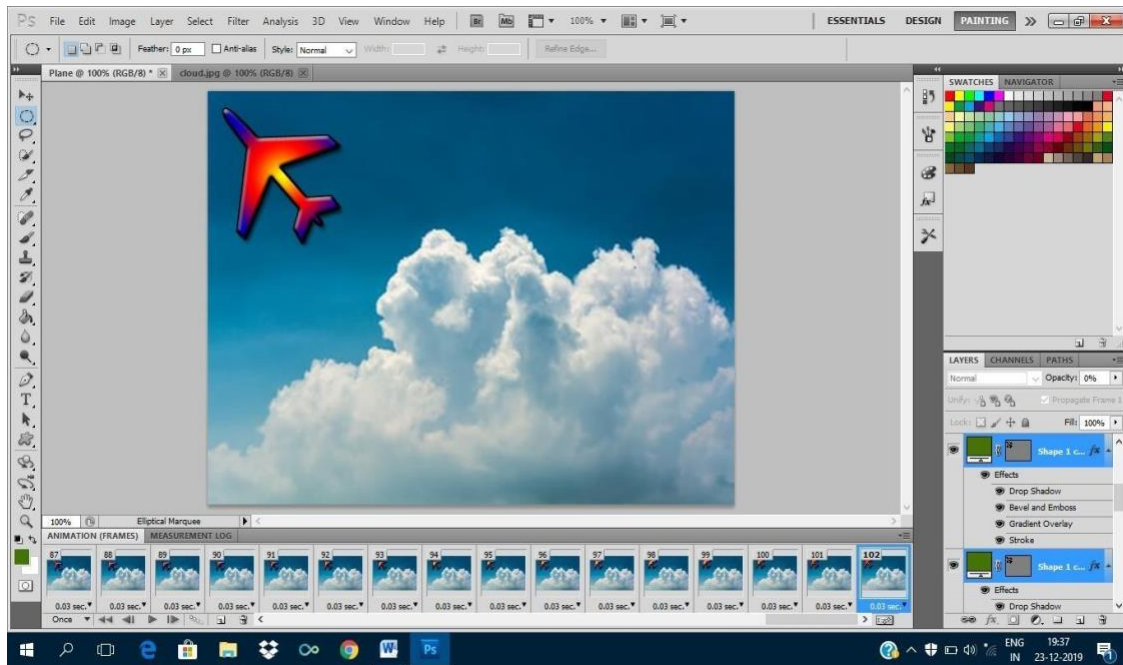 PS File Edit Image Layer Select Filter Analysis 3D View Window Help Br Mb 100% ESSENTIALS DESIGN PAINTING
Feather: 0 px Anti-alias Style: Normal Width: Height: Refine Edge...
Plane @ 100% (RGB/8) * cloud.jpg @ 100% (RGB/8)
SWATCHES NAVIGATOR
LAYERS CHANNELS PATHS
Normal Opacity: 0%
Unify: Propagate Frame 1
Lock: Fill: 100%
Shape 1 c... fx
Effects
Drop Shadow
Bevel and Emboss
Gradient Overlay
Stroke
Shape 1 c... fx
Effects
Drop Shadow
100% Elliptical Marquee
ANIMATION (FRAMES) MEASUREMENT LOG
87 88 89 90 91 92 93 94 95 96 97 98 99 100 101 102
0.03 sec. 0.03 sec. 0.03 sec. 0.03 sec. 0.03 sec. 0.03 sec. 0.03 sec. 0.03 sec. 0.03 sec. 0.03 sec. 0.03 sec. 0.03 sec. 0.03 sec. 0.03 sec. 0.03 sec. 0.03 sec.
Once
Ps
ENG 19:37
IN 23-12-2019